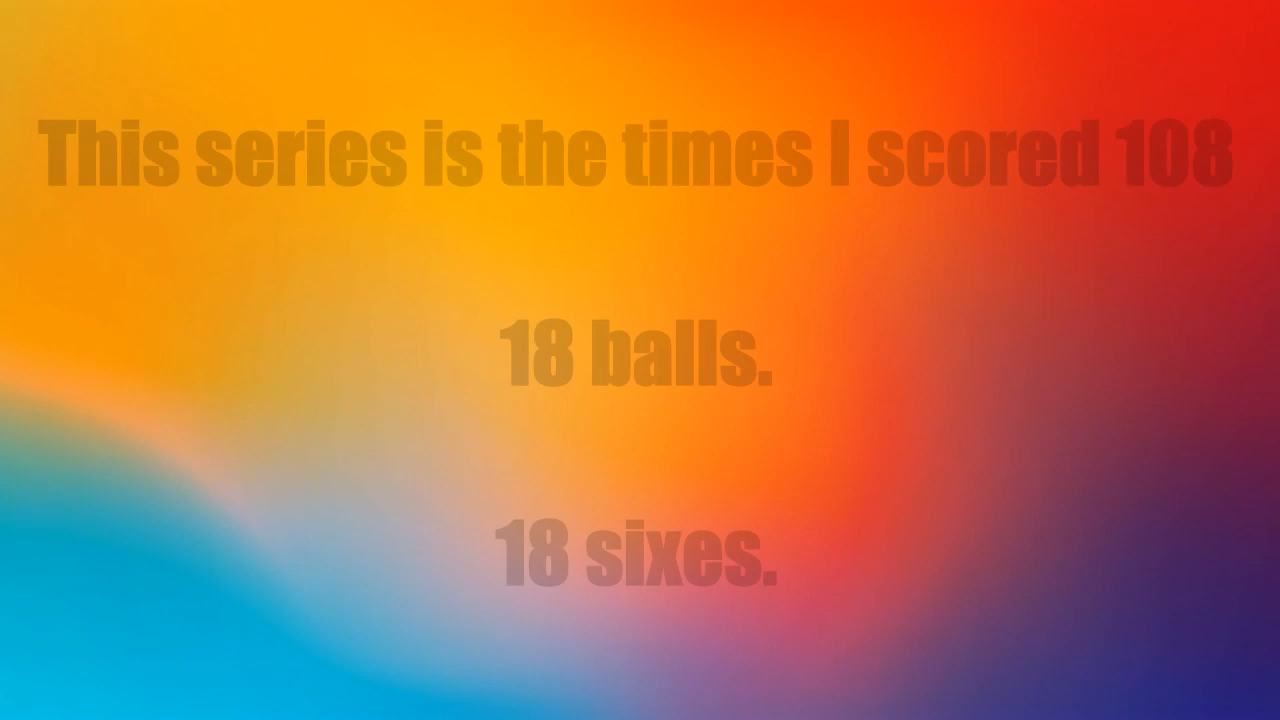 This series is the times I scored 108
18 balls.
18 sixes.